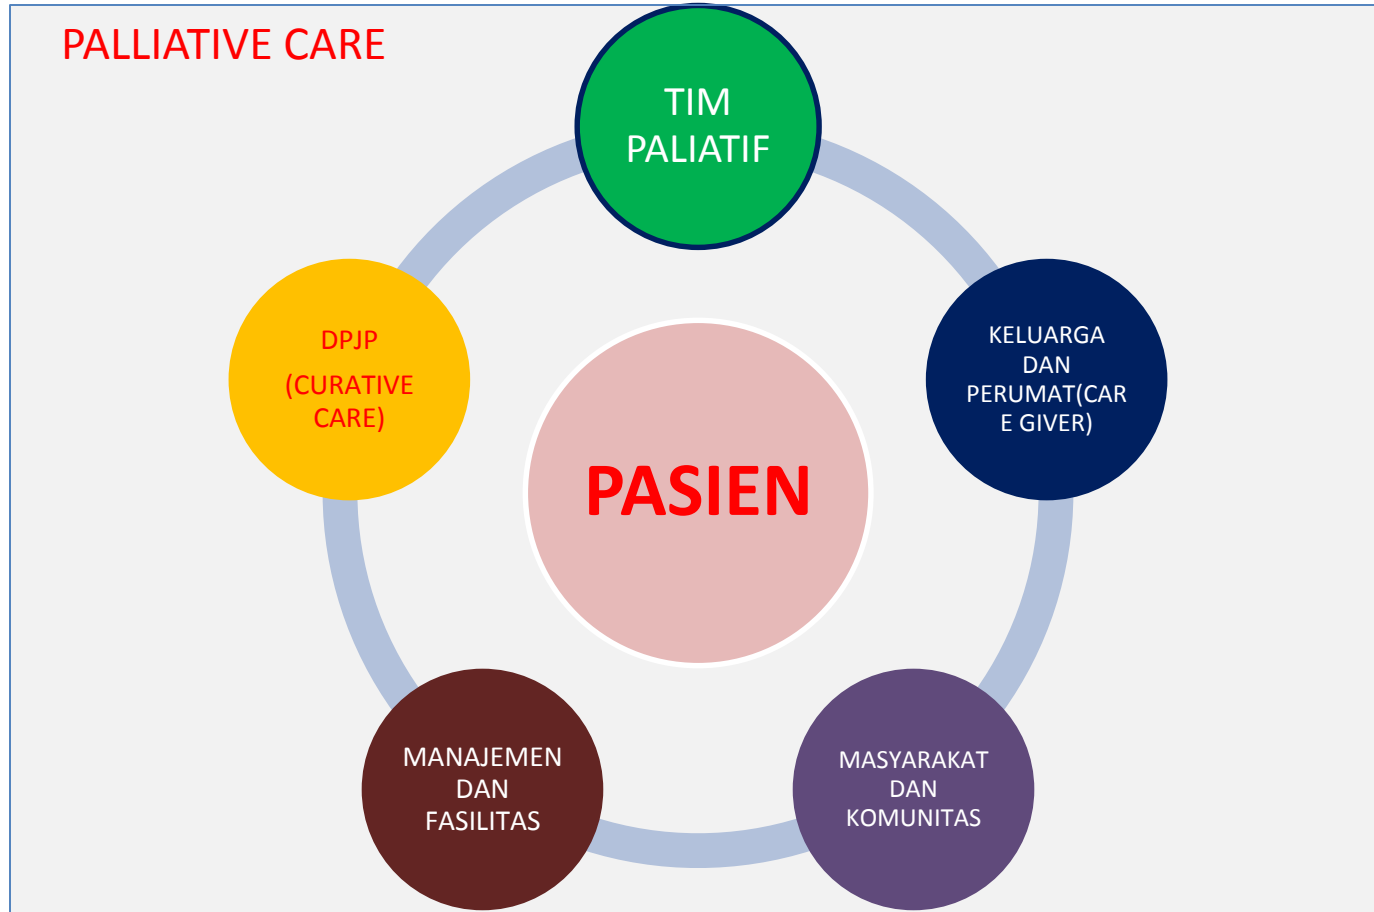 PALLIATIVE CARE
TIM
PALIATIF
DPJP
(CURATIVE
CARE)
KELUARGA
DAN
PERUMAT(CAR
E GIVER)
PASIEN
MANAJEMEN
DAN
FASILITAS
MASYARAKAT
DAN
KOMUNITAS